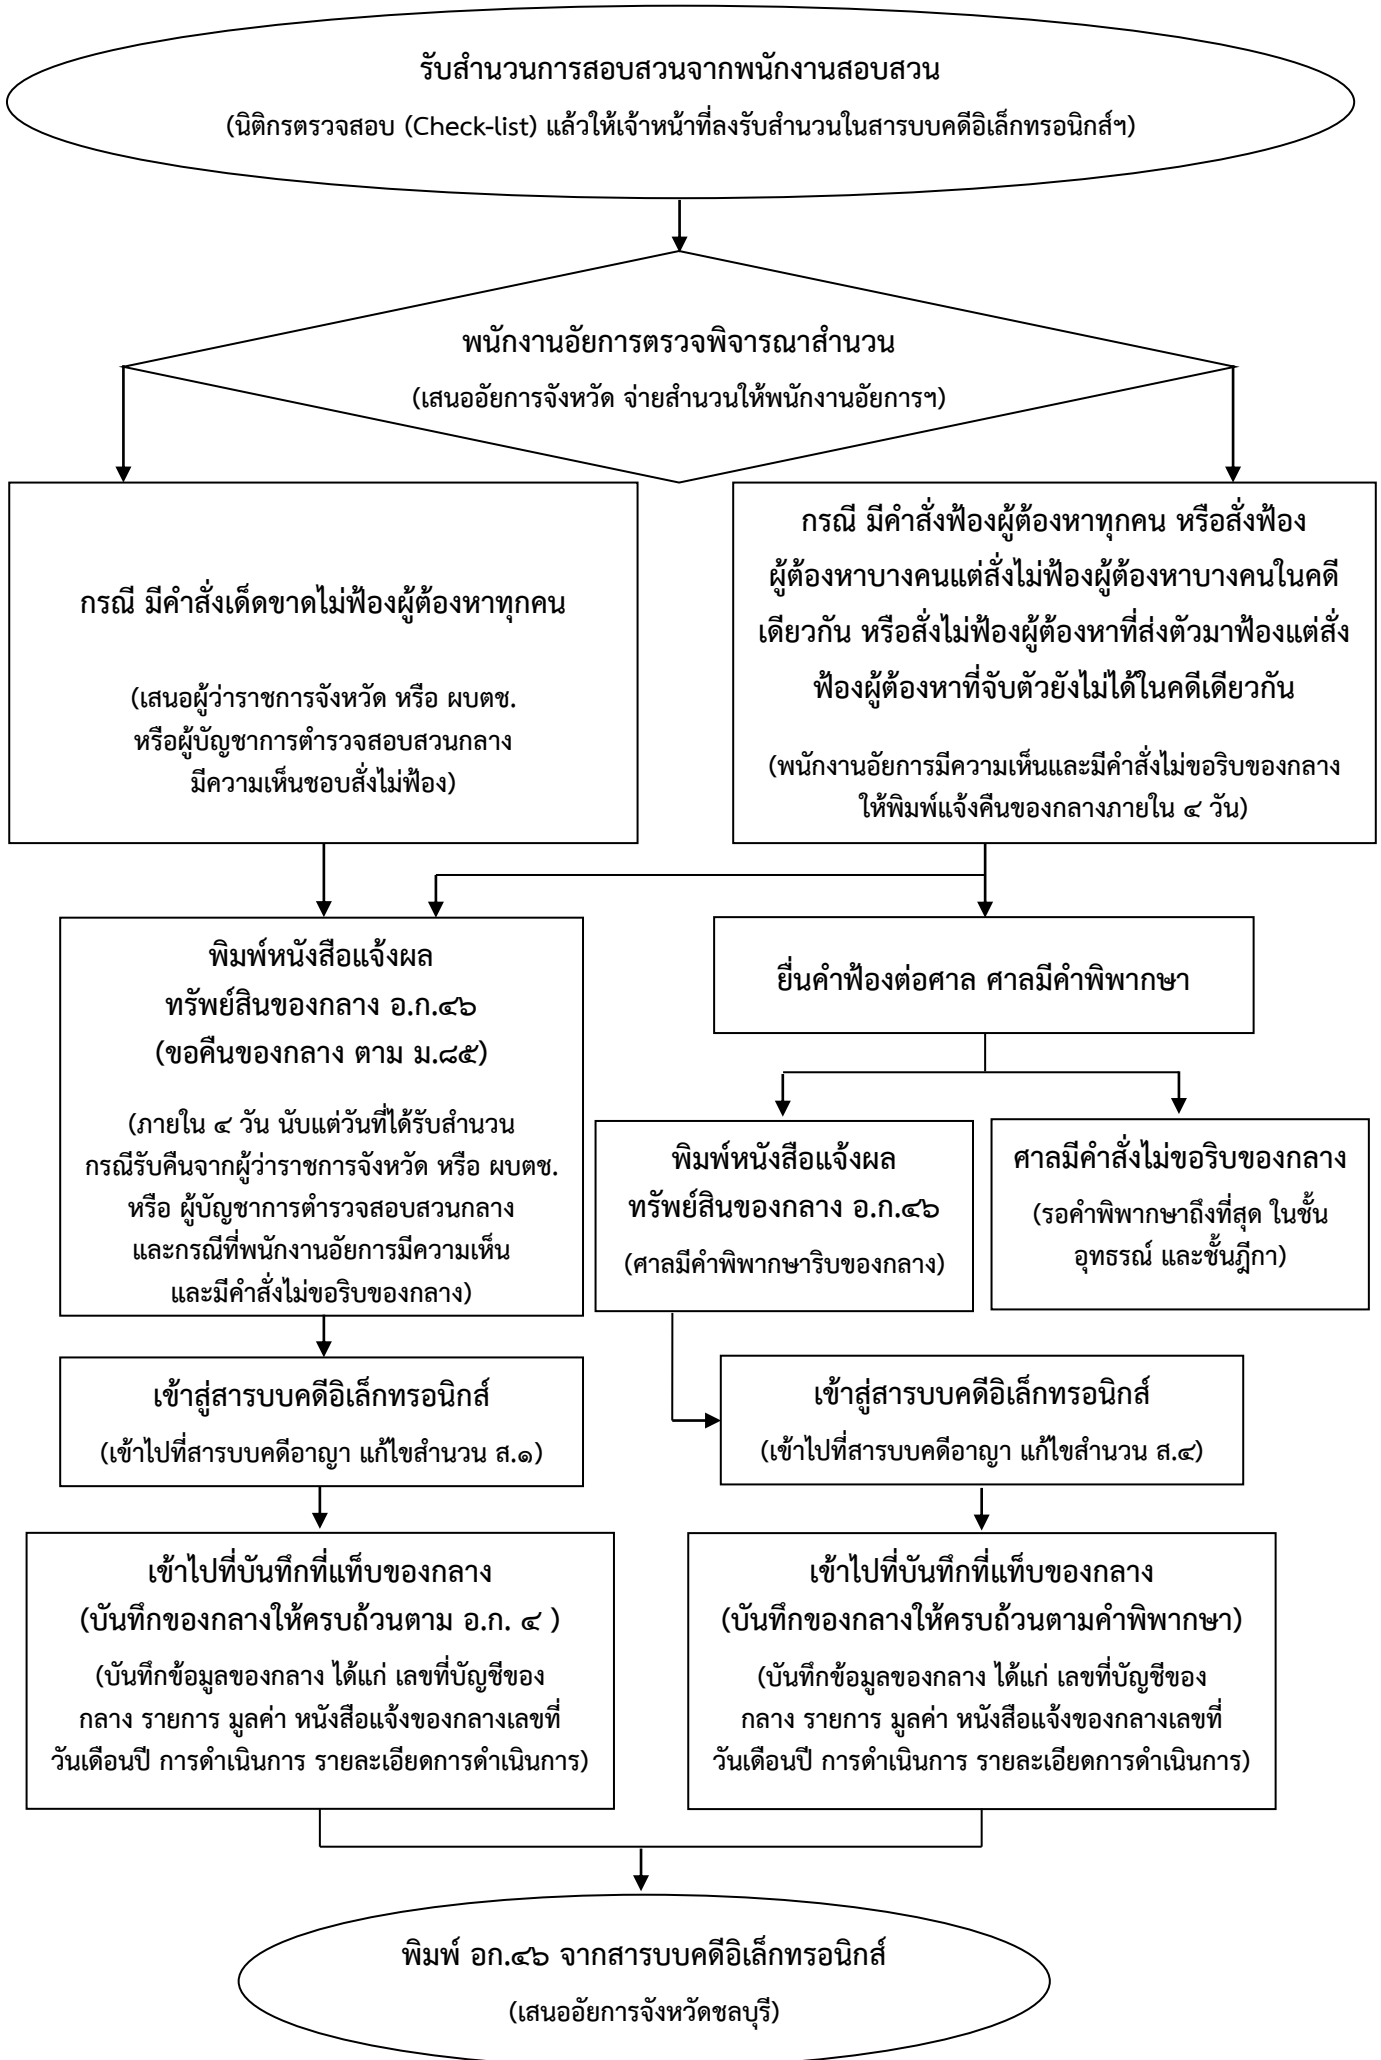 รับสำนวนการสอบสวนจากพนักงานสอบสวน
(นิติกรตรวจสอบ (Check-list) แล้วให้เจ้าหน้าที่ลงรับสำนวนในสารบบคดีอิเล็กทรอนิกส์ฯ)
พนักงานอัยการตรวจพิจารณาสำนวน
(เสนออัยการจังหวัด จ่ายสำนวนให้พนักงานอัยการฯ)
กรณี มีคำสั่งเด็ดขาดไม่ฟ้องผู้ต้องหาทุกคน
(เสนอผู้ว่าราชการจังหวัด หรือ ผบตช.
หรือผู้บัญชาการตำรวจสอบสวนกลาง
มีความเห็นชอบสั่งไม่ฟ้อง)
กรณี มีคำสั่งฟ้องผู้ต้องหาทุกคน หรือสั่งฟ้อง
ผู้ต้องหาบางคนแต่สั่งไม่ฟ้องผู้ต้องหาบางคนในคดี
เดียวกัน หรือสั่งไม่ฟ้องผู้ต้องหาที่ส่งตัวมาฟ้องแต่สั่ง
ฟ้องผู้ต้องหาที่จับตัวยังไม่ได้ในคดีเดียวกัน
(พนักงานอัยการมีความเห็นและมีคำสั่งไม่ขอริบของกลาง
ให้พิมพ์แจ้งคืนของกลางภายใน ๔ วัน)
พิมพ์หนังสือแจ้งผล
ทรัพย์สินของกลาง อ.ก.๔๖
(ขอคืนของกลาง ตาม ม.๘๕)
(ภายใน ๔ วัน นับแต่วันที่ได้รับสำนวน
กรณีรับคืนจากผู้ว่าราชการจังหวัด หรือ ผบตช.
หรือ ผู้บัญชาการตำรวจสอบสวนกลาง
และกรณีที่พนักงานอัยการมีความเห็น
และมีคำสั่งไม่ขอริบของกลาง)
ยื่นคำฟ้องต่อศาล ศาลมีคำพิพากษา
พิมพ์หนังสือแจ้งผล
ทรัพย์สินของกลาง อ.ก.๔๖
(ศาลมีคำพิพากษาริบของกลาง)
ศาลมีคำสั่งไม่ขอริบของกลาง
(รอคำพิพากษาถึงที่สุด ในชั้น
อุทธรณ์ และชั้นฎีกา)
เข้าสู่สารบบคดีอิเล็กทรอนิกส์
(เข้าไปที่สารบบคดีอาญา แก้ไขสำนวน ส.๑)
เข้าสู่สารบบคดีอิเล็กทรอนิกส์
(เข้าไปที่สารบบคดีอาญา แก้ไขสำนวน ส.๔)
เข้าไปที่บันทึกที่แท็บของกลาง
(บันทึกของกลางให้ครบถ้วนตาม อ.ก. ๔ )
(บันทึกข้อมูลของกลาง ได้แก่ เลขที่บัญชีของ
กลาง รายการ มูลค่า หนังสือแจ้งของกลางเลขที่
วันเดือนปี การดำเนินการ รายละเอียดการดำเนินการ)
เข้าไปที่บันทึกที่แท็บของกลาง
(บันทึกของกลางให้ครบถ้วนตามคำพิพากษา)
(บันทึกข้อมูลของกลาง ได้แก่ เลขที่บัญชีของ
กลาง รายการ มูลค่า หนังสือแจ้งของกลางเลขที่
วันเดือนปี การดำเนินการ รายละเอียดการดำเนินการ)
พิมพ์ อก.๔๖ จากสารบบคดีอิเล็กทรอนิกส์
(เสนออัยการจังหวัดชลบุรี)